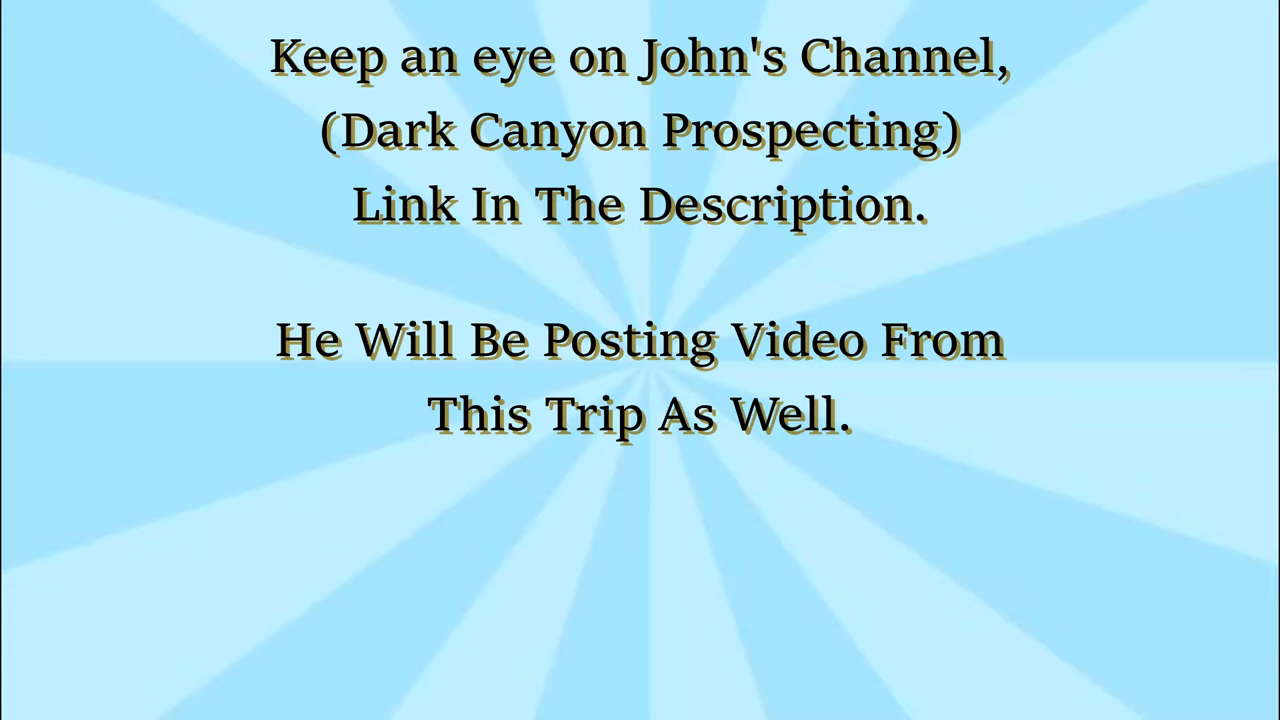 Keep an eye on John's Channel,
(Dark Canyon Prospecting)
Link In The Description.
He Will Be Posting Video From
This Trip As Well.